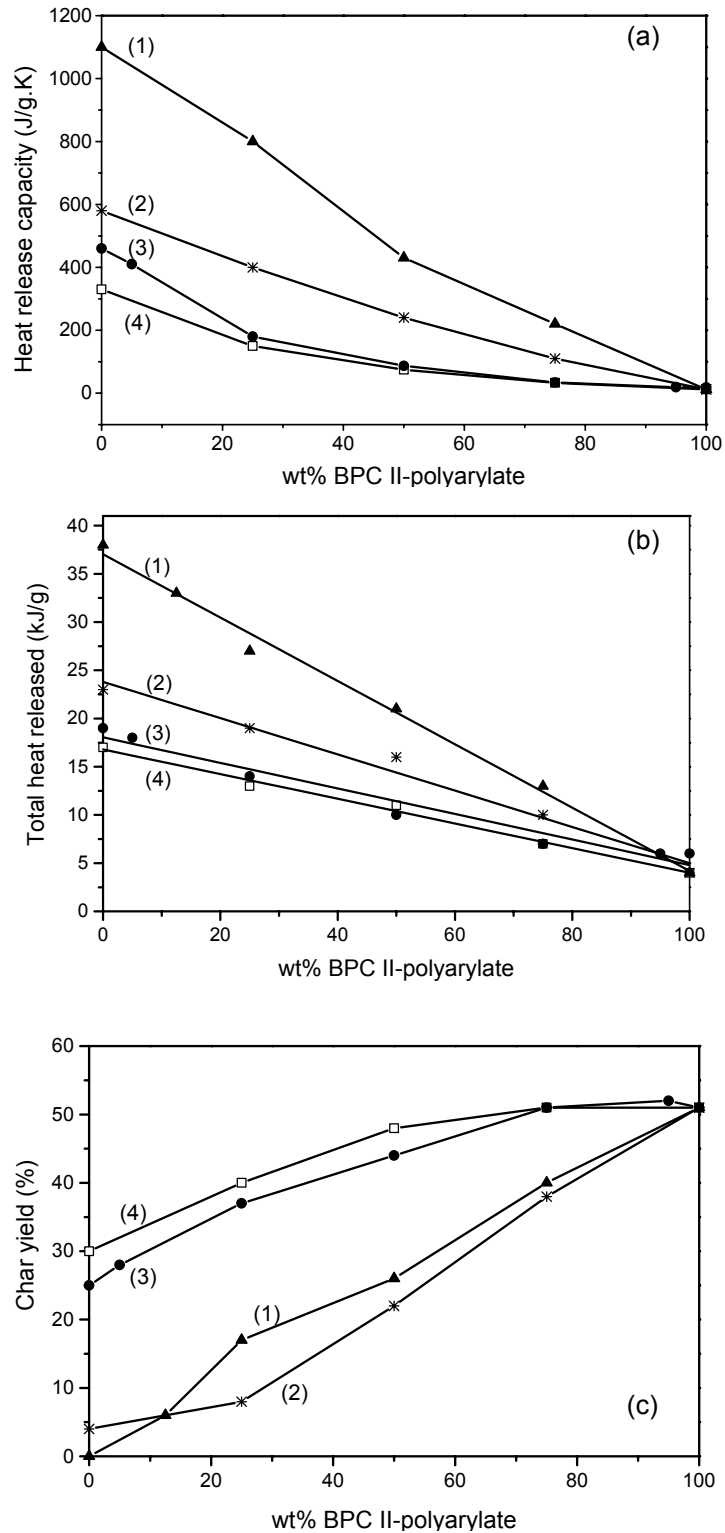 (a)
Heat release capacity (J/g.K)
1200
1000
800
600
400
200
0
(1)
(2)
(3)
(4)
0 20 40 60 80 100
wt% BPC II-polyarylate
(b)
Total heat released (kJ/g)
40
35
30
25
20
15
10
5
0
(1)
(2)
(3)
(4)
0 20 40 60 80 100
wt% BPC II-polyarylate
Char yield (%)
60
50
40
30
20
10
0
(4)
(3)
(1)
(2)
(c)
0 20 40 60 80 100
wt% BPC II-polyarylate